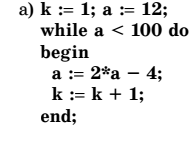 a) k := 1; a := 12;
while a < 100 do
begin
a := 2*a – 4;
k := k + 1;
end;